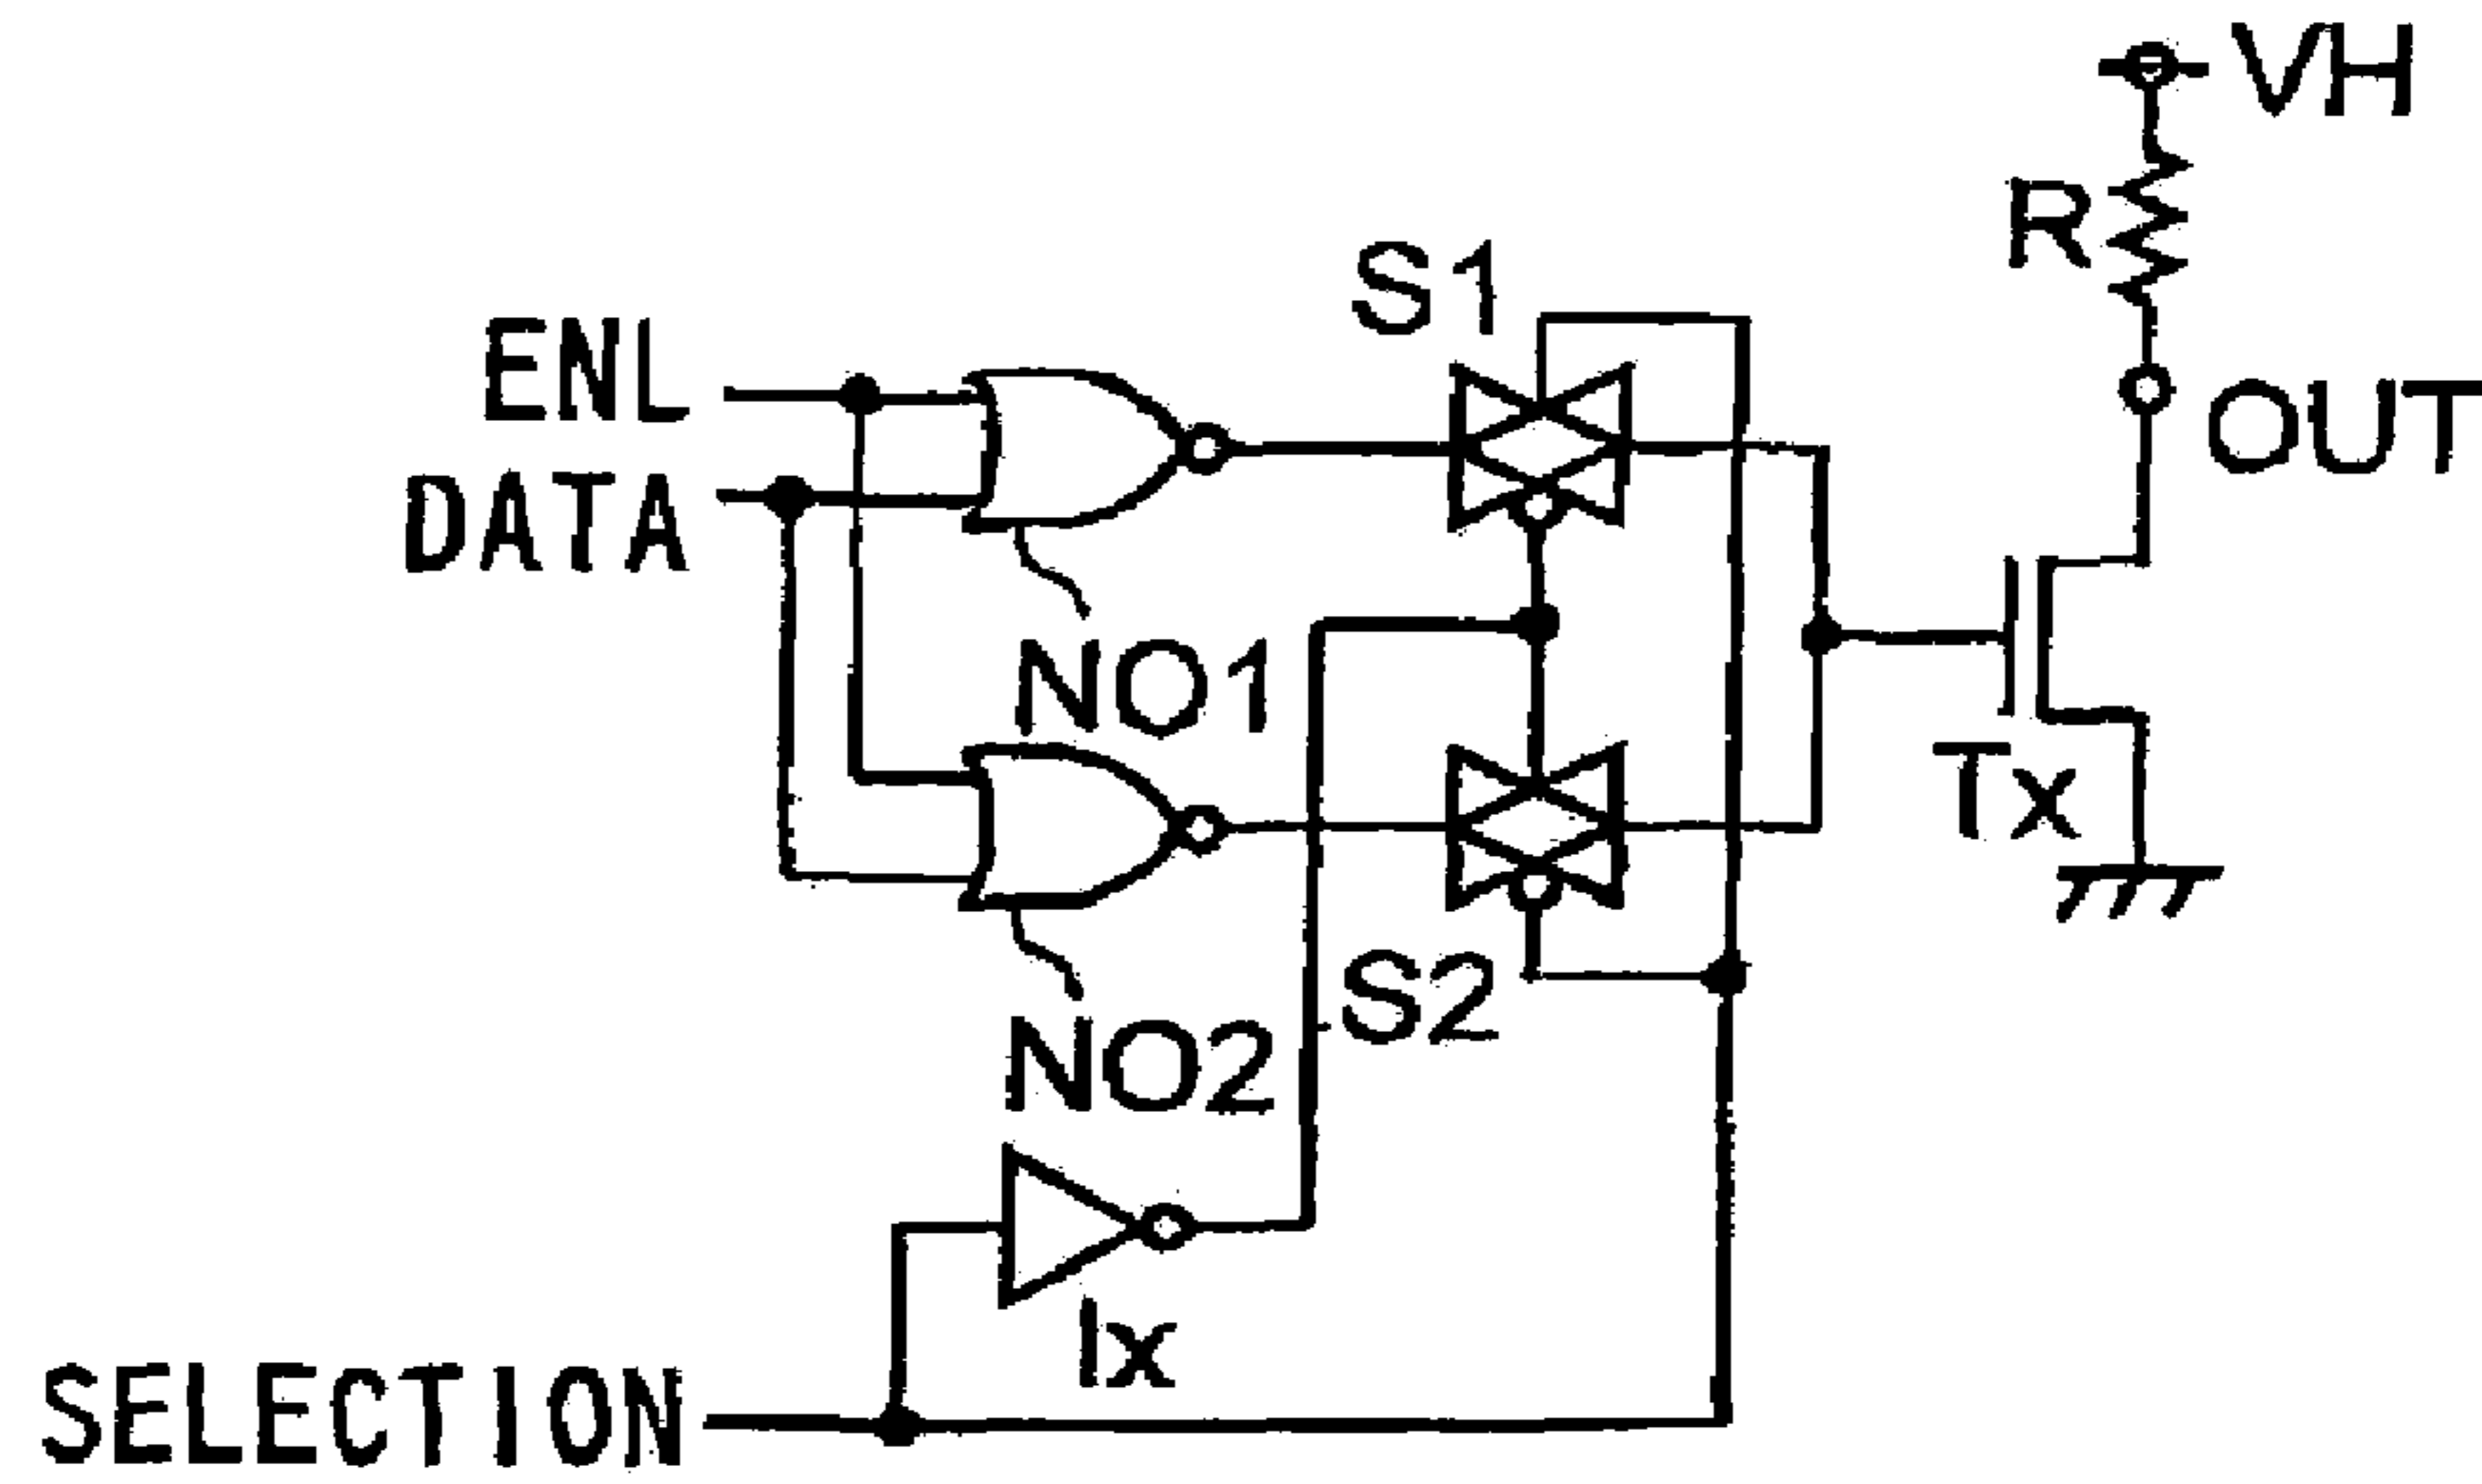 VH
R
S1
ENL
OUT
DATA
NO1
Tx
S2
NO2
Ix
SELECTION